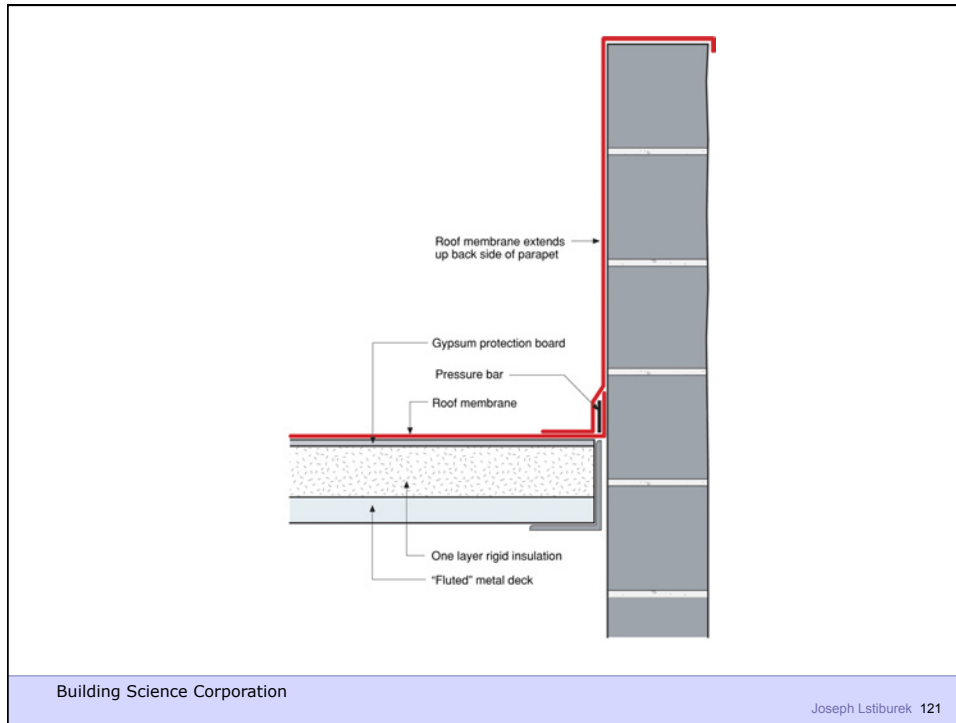 Roof membrane extends
up back side of parapet
Gypsum protection board
Pressure bar
Roof membrane
One layer rigid insulation
“Fluted” metal deck
Building Science Corporation
Joseph Lstiburek 121